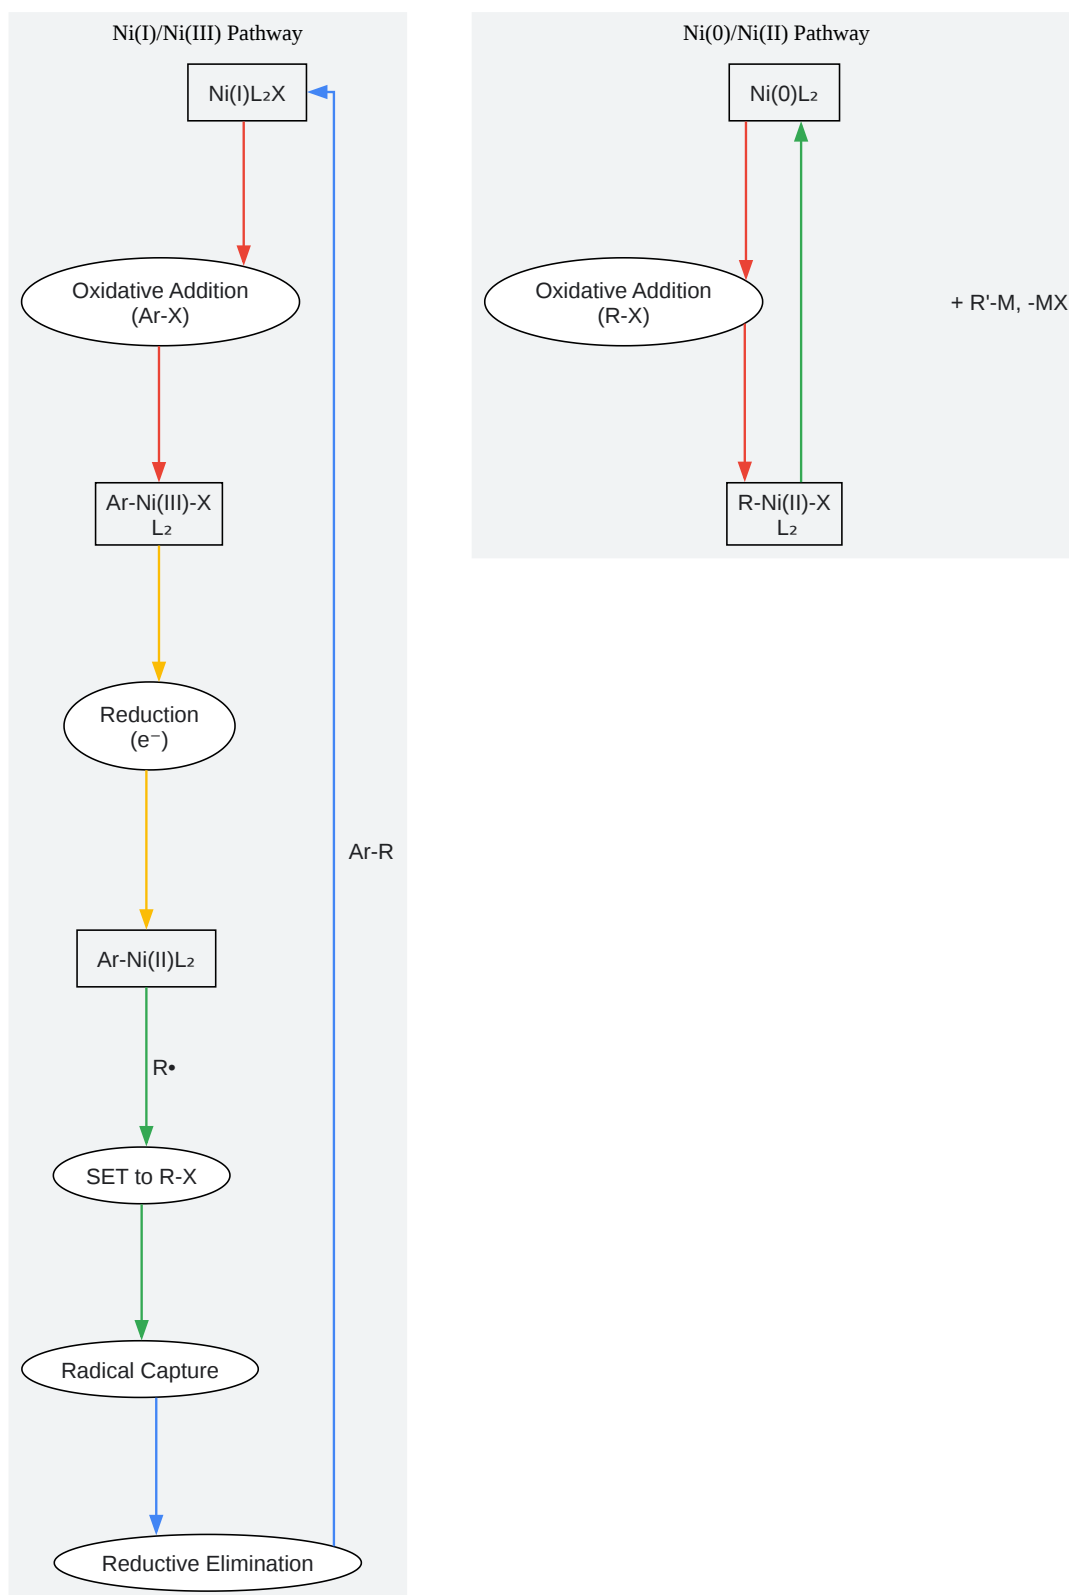 Ni(I)/Ni(III) Pathway
Ni(I)L₂X
Oxidative Addition
(Ar-X)
Ar-Ni(III)-X
L₂
Reduction
(e⁻)
Ar-R
Ar-Ni(II)L₂
R•
SET to R-X
Radical Capture
Reductive Elimination
Ni(0)/Ni(II) Pathway
Ni(0)L₂
Oxidative Addition
(R-X)
+ R'-M, -MX
R-Ni(II)-X
L₂